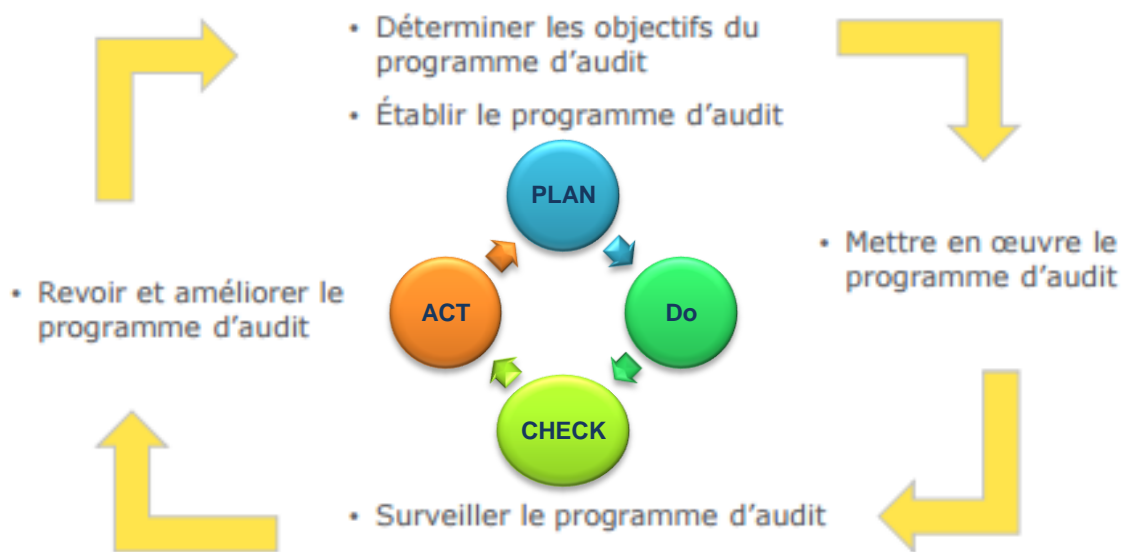 • Déterminer les objectifs du
programme d'audit
• Établir le programme d'audit
PLAN
• Mettre en œuvre le
programme d'audit
• Revoir et améliorer le
programme d'audit
ACT
Do
CHECK
• Surveiller le programme d'audit